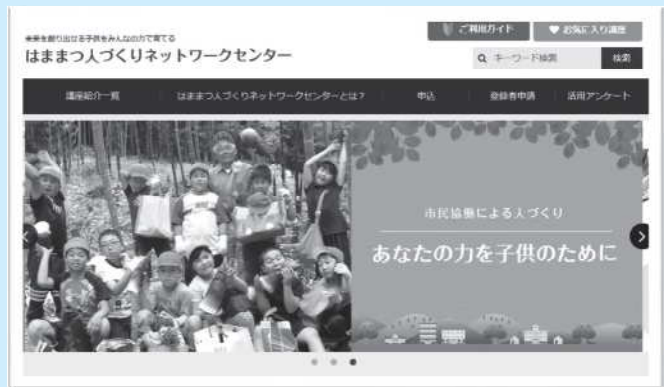 ご利用ガイド
お気に入り講座
未来を創り出せる子供をみんなの力で育てる
はままつ人づくりネットワークセンター
キーワード検索
検索
講座紹介一覧
はままつ人づくりネットワークセンターとは？
申込
登録者申請
活用アンケート
市民協働による人づくり
あなたの力を子供のために